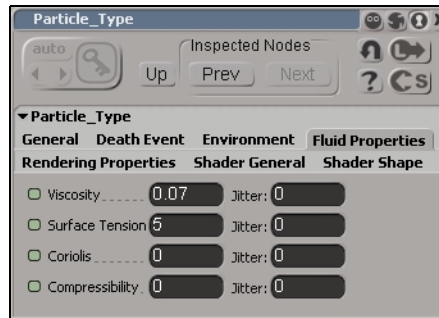 Particle_Type
auto
Inspected Nodes
Up Prev Next
Particle_Type
General Death Event Environment Fluid Properties
Rendering Properties Shader General Shader Shape
Viscosity 0.07 Jitter: 0
Surface Tension 5 Jitter: 0
Coriolis 0 Jitter: 0
Compressibility 0 Jitter: 0